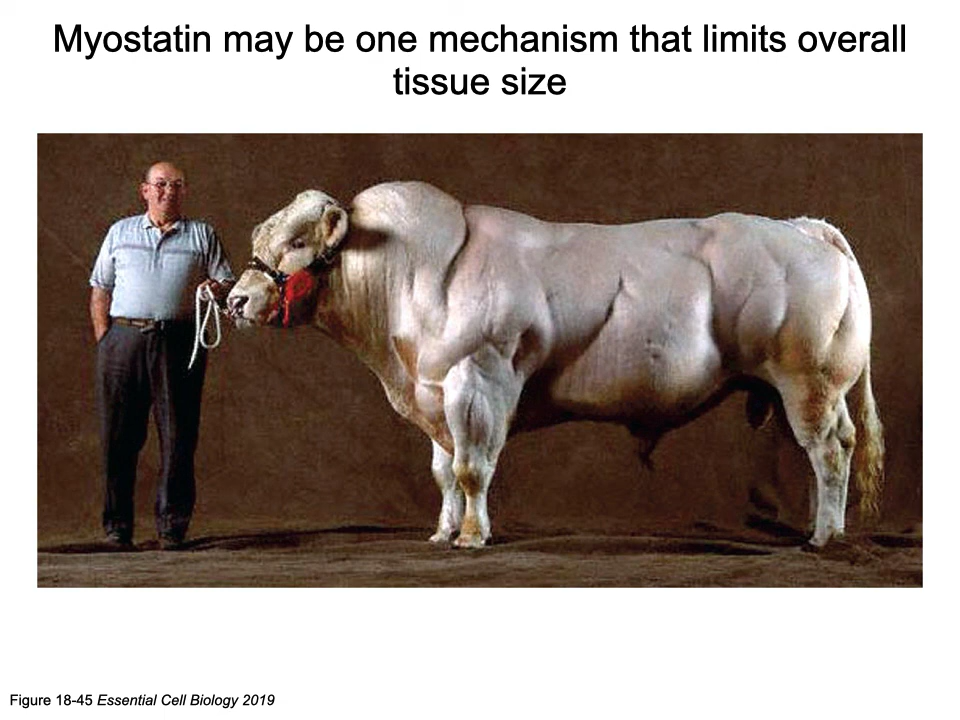 Myostatin may be one mechanism that limits overall
tissue size
Figure 18-45 Essential Cell Biology 2019